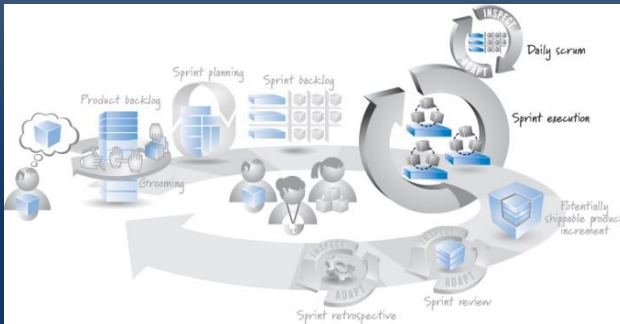 INSPECT
ADAPT
Daily scrum
Sprint planning
Sprint backlog
Product backlog
Sprint execution
Grooming
Potentially
shippable product
increment
INSPECT
ADAPT
Sprint review
INSPECT
ADAPT
Sprint retrospective